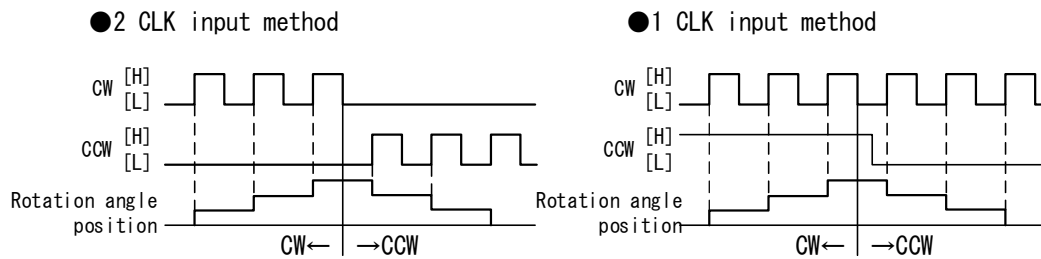 ●2 CLK input method
CW [H]
[L]
CCW [H]
[L]
Rotation angle
position
CW← →CCW
●1 CLK input method
CW [H]
[L]
CCW [H]
[L]
Rotation angle
position
CW← →CCW